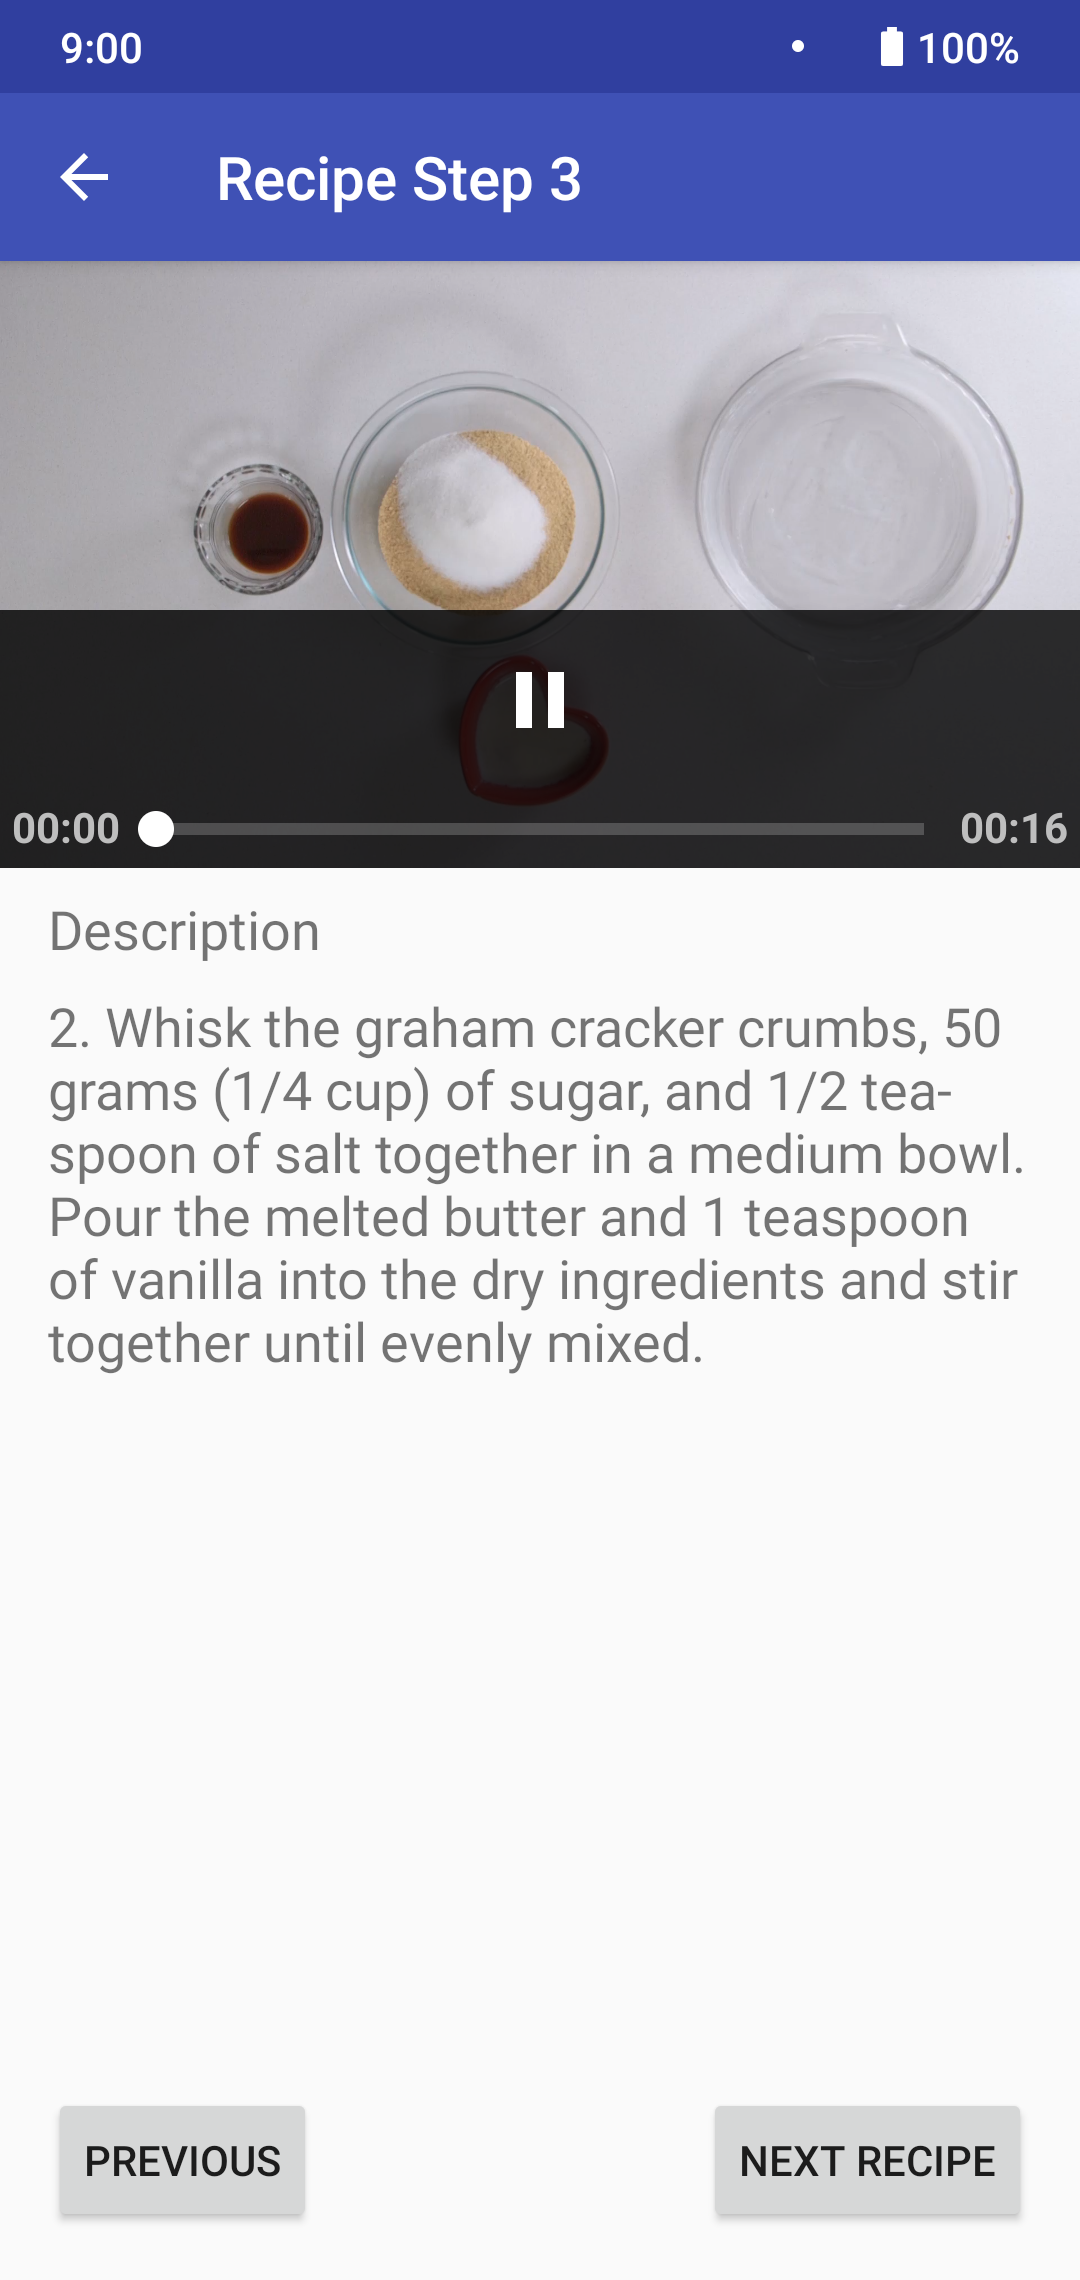 9:00
100%
Recipe Step 3
00:00
00:16
Description
2. Whisk the graham cracker crumbs, 50
grams (1/4 cup) of sugar, and 1/2 tea-
spoon of salt together in a medium bowl.
Pour the melted butter and 1 teaspoon
of vanilla into the dry ingredients and stir
together until evenly mixed.
PREVIOUS
NEXT RECIPE